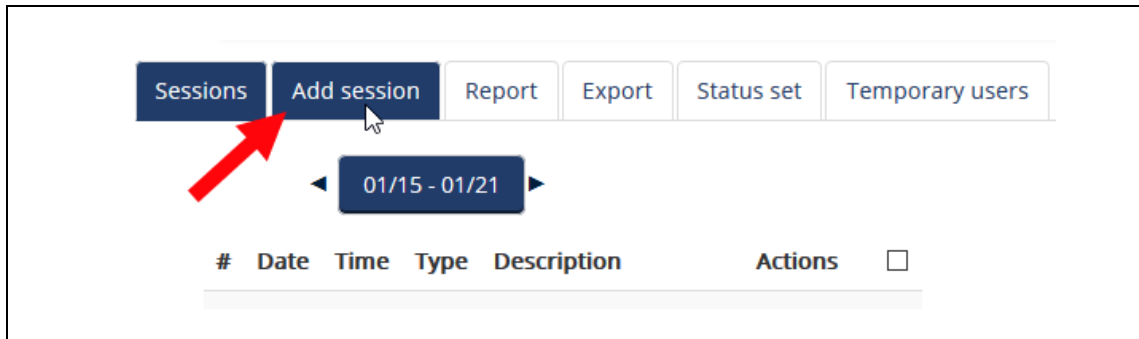 Sessions Add session Report Export Status set Temporary users
◄ 01/15 - 01/21 ►
# Date Time Type Description Actions